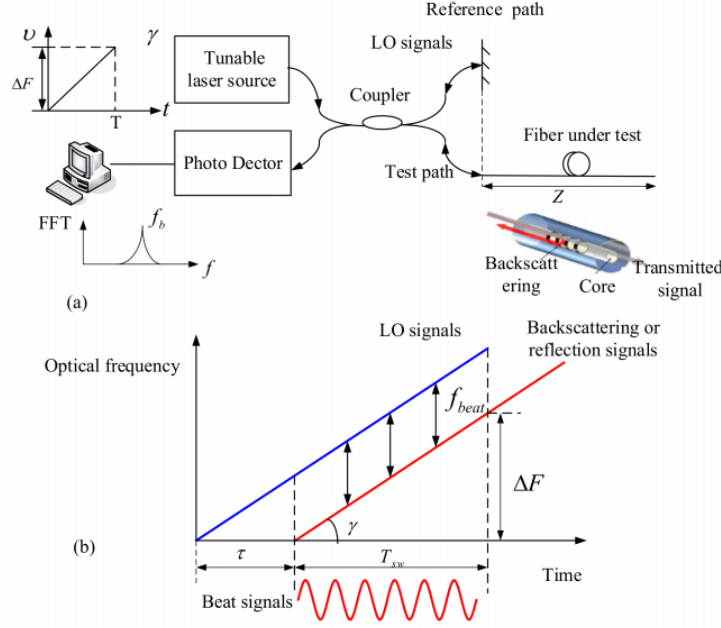 Reference path
υ
γ
ΔF
T
t
Tunable
laser source
LO signals
Coupler
Photo Dector
Test path
Fiber under test
Z
FFT
f_b
f
Backscatt
ering
Core
Transmitted
signal
(a)
LO signals
Backscattering or
reflection signals
Optical frequency
f_beat
ΔF
γ
(b)
τ
T_sw
Time
Beat signals